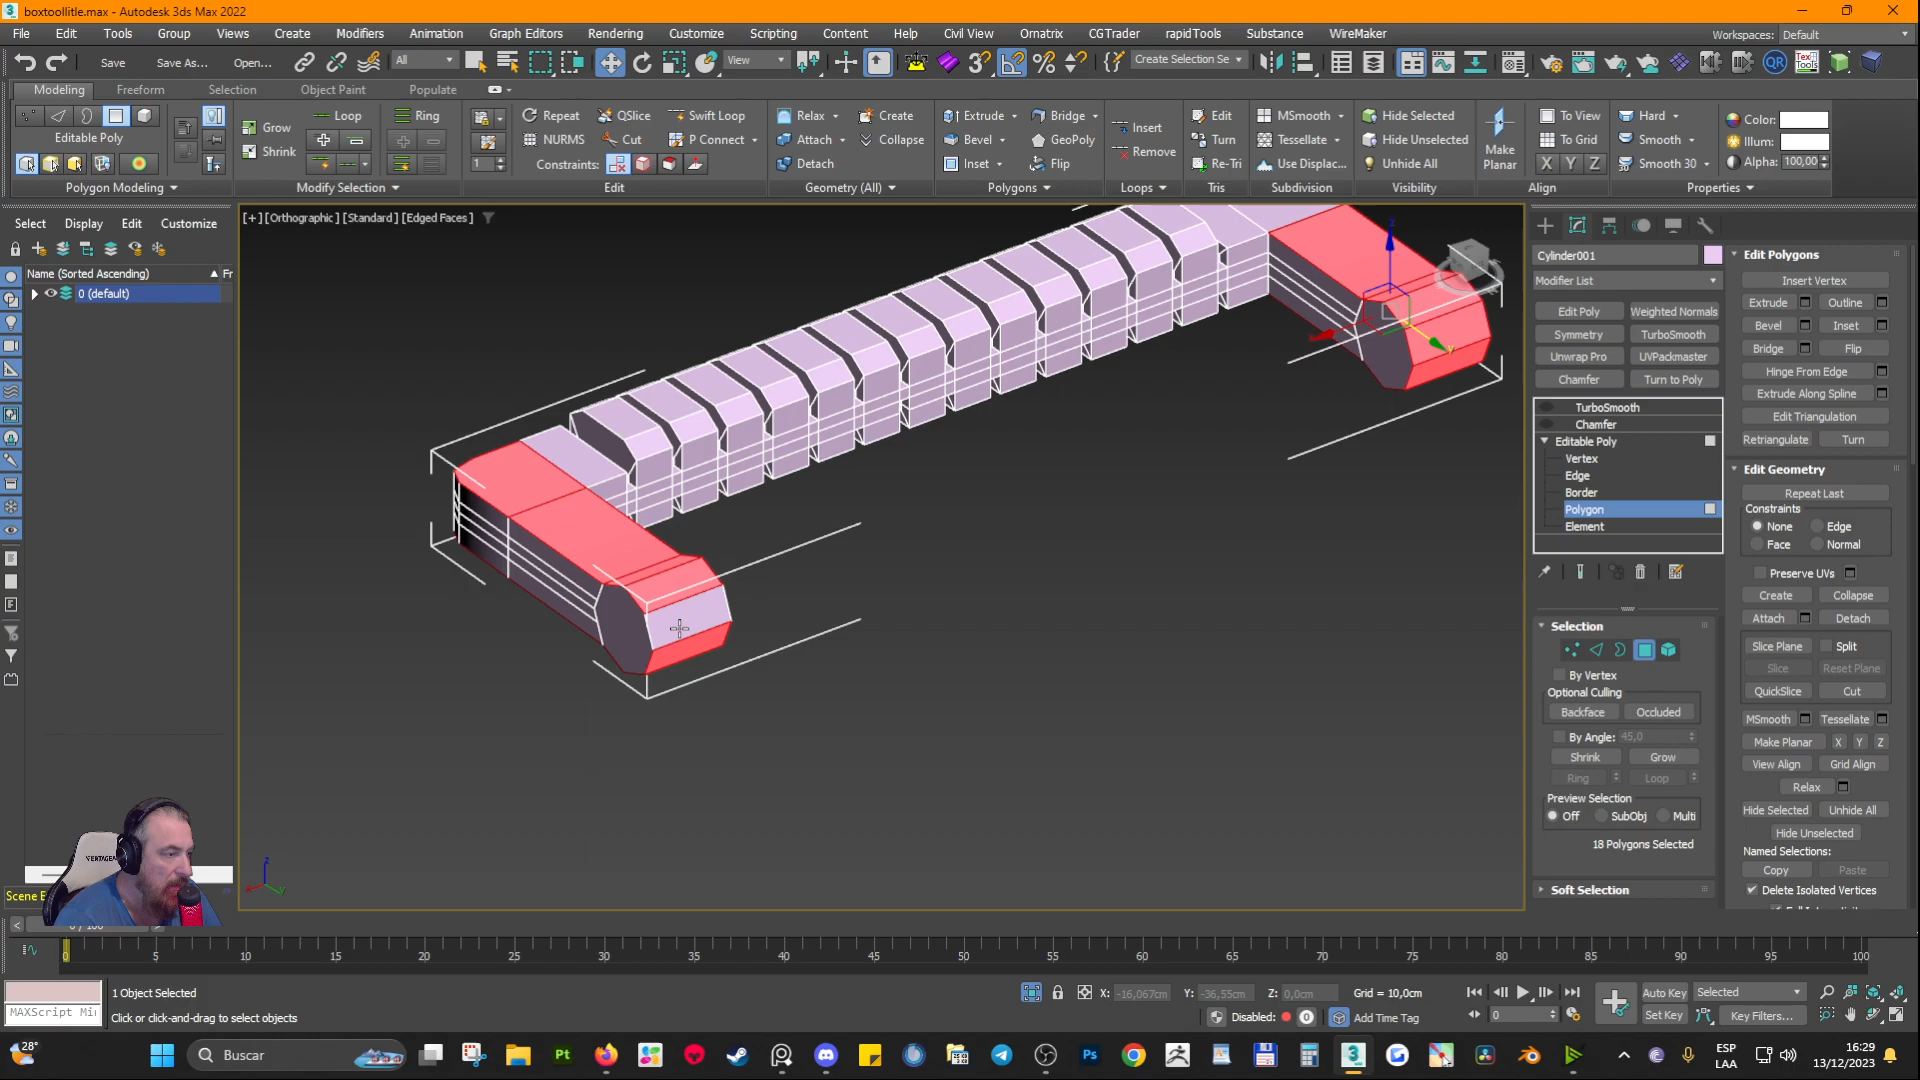 boxtoollitle.max - Autodesk 3ds Max 2022
File Edit Tools Group Views Create Modifiers Animation Graph Editors Rendering Customize Scripting Content Help Civil View Ornatrix CGTrader rapidTools Substance WireMaker Workspaces: Default
Save Save As... Open... All View Create Selection Se
Modeling Freeform Selection Object Paint Populate
Editable Poly Grow Shrink Loop Ring 1 Repeat QSlice Swift Loop NURMS Cut P Connect Constraints: Relax Create Attach Collapse Detach Extrude Bridge Bevel GeoPoly Inset Flip Insert Remove Edit Turn Re-Tri MSmooth Tessellate Use Displac... Hide Selected Hide Unselected Unhide All Make Planar To View To Grid X Y Z Hard Smooth Smooth 30 Color: Illum: Alpha: 100,00
Polygon Modeling Modify Selection Edit Geometry (All) Polygons Loops Tris Subdivision Visibility Align Properties
Select Display Edit Customize
Name (Sorted Ascending) Fr
0 (default)
[+] [Orthographic] [Standard] [Edged Faces]
Cylinder001
Modifier List
Edit Poly Weighted Normals
Symmetry TurboSmooth
Unwrap Pro UVPackmaster
Chamfer Turn to Poly
TurboSmooth
Chamfer
Editable Poly
Vertex
Edge
Border
Polygon
Element
Selection
By Vertex
Optional Culling
Backface Occluded
By Angle: 45,0
Shrink Grow
Ring Loop
Preview Selection
Off SubObj Multi
18 Polygons Selected
Soft Selection
Edit Polygons
Insert Vertex
Extrude Outline
Bevel Inset
Bridge Flip
Hinge From Edge
Extrude Along Spline
Edit Triangulation
Retriangulate Turn
Edit Geometry
Repeat Last
Constraints
None Edge
Face Normal
Preserve UVs
Create Collapse
Attach Detach
Slice Plane Split
Slice Reset Plane
QuickSlice Cut
MSmooth Tessellate
Make Planar X Y Z
View Align Grid Align
Relax
Hide Selected Unhide All
Hide Unselected
Named Selections:
Copy Paste
Delete Isolated Vertices
Scene E
0 5 10 15 20 25 30 35 40 45 50 55 60 65 70 75 80 85 90 95 100
1 Object Selected X: -16,067cm Y: -36,55cm Z: 0,0cm Grid = 10,0cm Auto Key Selected
MAXScript Mi Click or click-and-drag to select objects Disabled: 0 Add Time Tag 0 Set Key Key Filters...
28° Buscar ESP LAA 16:29 13/12/2023